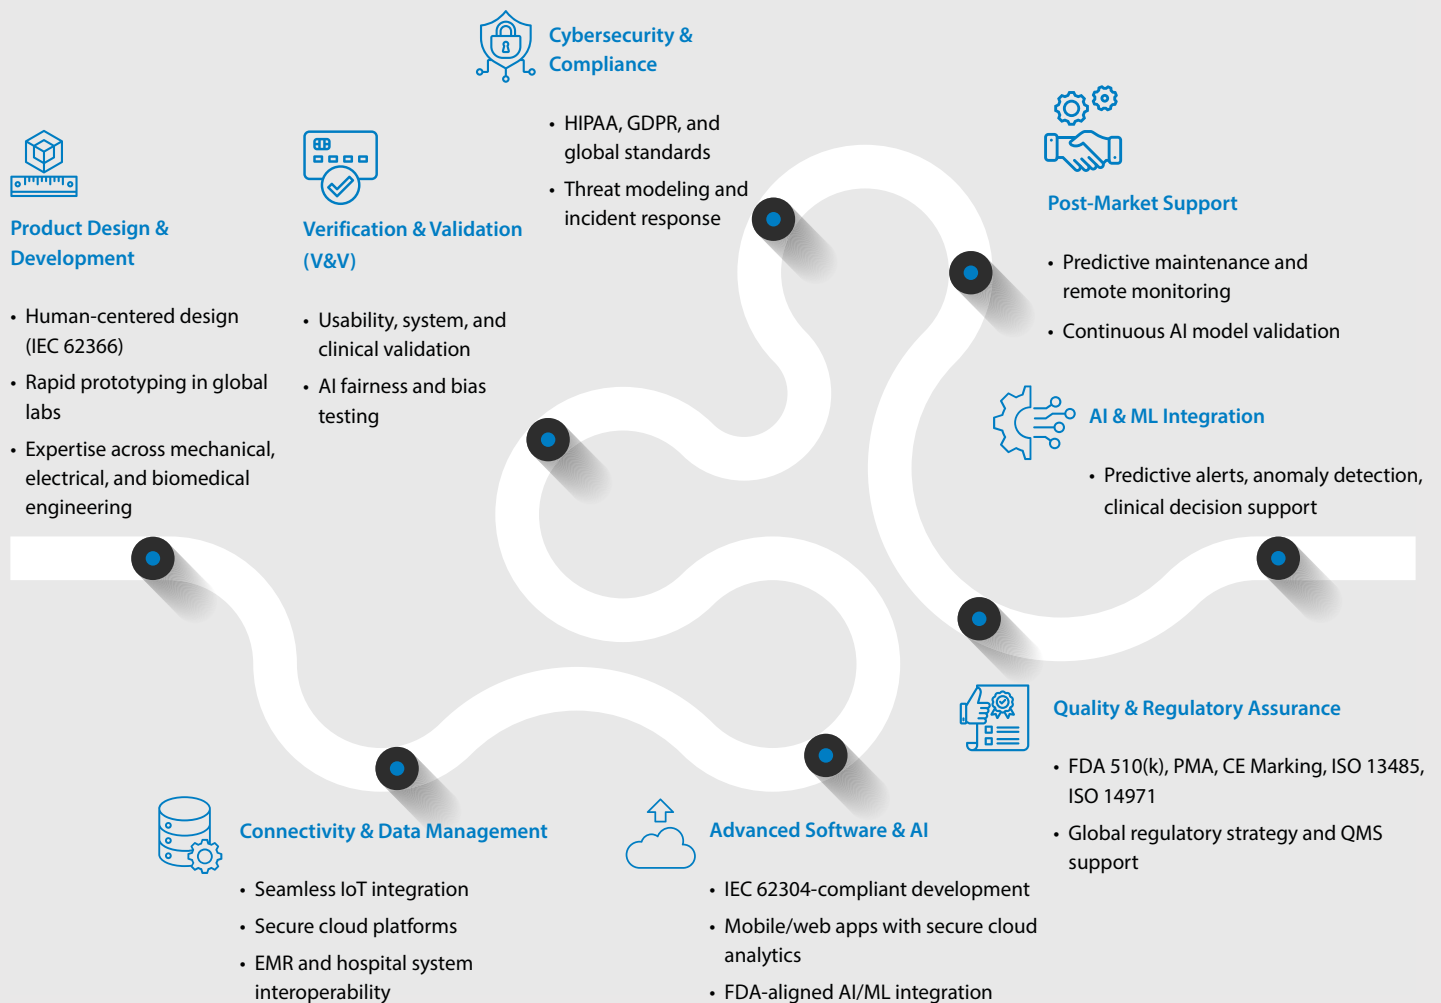 Cybersecurity &
Compliance
• HIPAA, GDPR, and
global standards
• Threat modeling and
incident response
Product Design &
Development
• Human-centered design
(IEC 62366)
• Rapid prototyping in global
labs
• Expertise across mechanical,
electrical, and biomedical
engineering
Verification & Validation
(V&V)
• Usability, system, and
clinical validation
• AI fairness and bias
testing
Post-Market Support
• Predictive maintenance and
remote monitoring
• Continuous AI model validation
AI & ML Integration
• Predictive alerts, anomaly detection,
clinical decision support
Quality & Regulatory Assurance
• FDA 510(k), PMA, CE Marking, ISO 13485,
ISO 14971
• Global regulatory strategy and QMS
support
Connectivity & Data Management
• Seamless IoT integration
• Secure cloud platforms
• EMR and hospital system
interoperability
Advanced Software & AI
• IEC 62304-compliant development
• Mobile/web apps with secure cloud
analytics
• FDA-aligned AI/ML integration